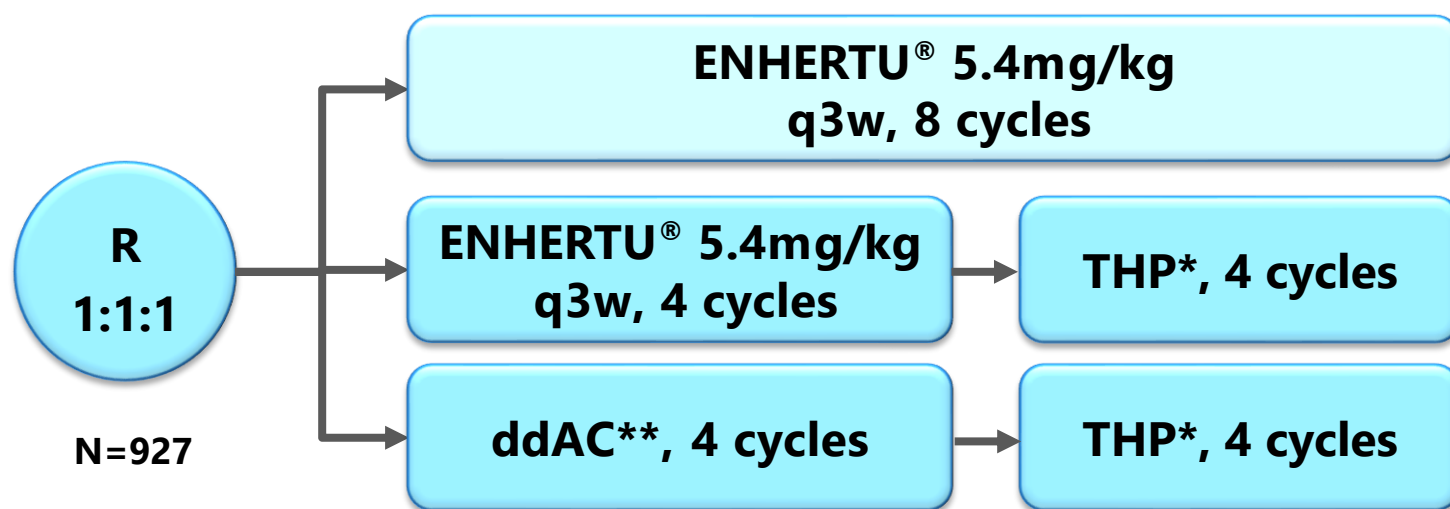 ENHERTU® 5.4mg/kg
q3w, 8 cycles
R
1:1:1
N=927
ENHERTU® 5.4mg/kg
q3w, 4 cycles
THP*, 4 cycles
ddAC**, 4 cycles
THP*, 4 cycles